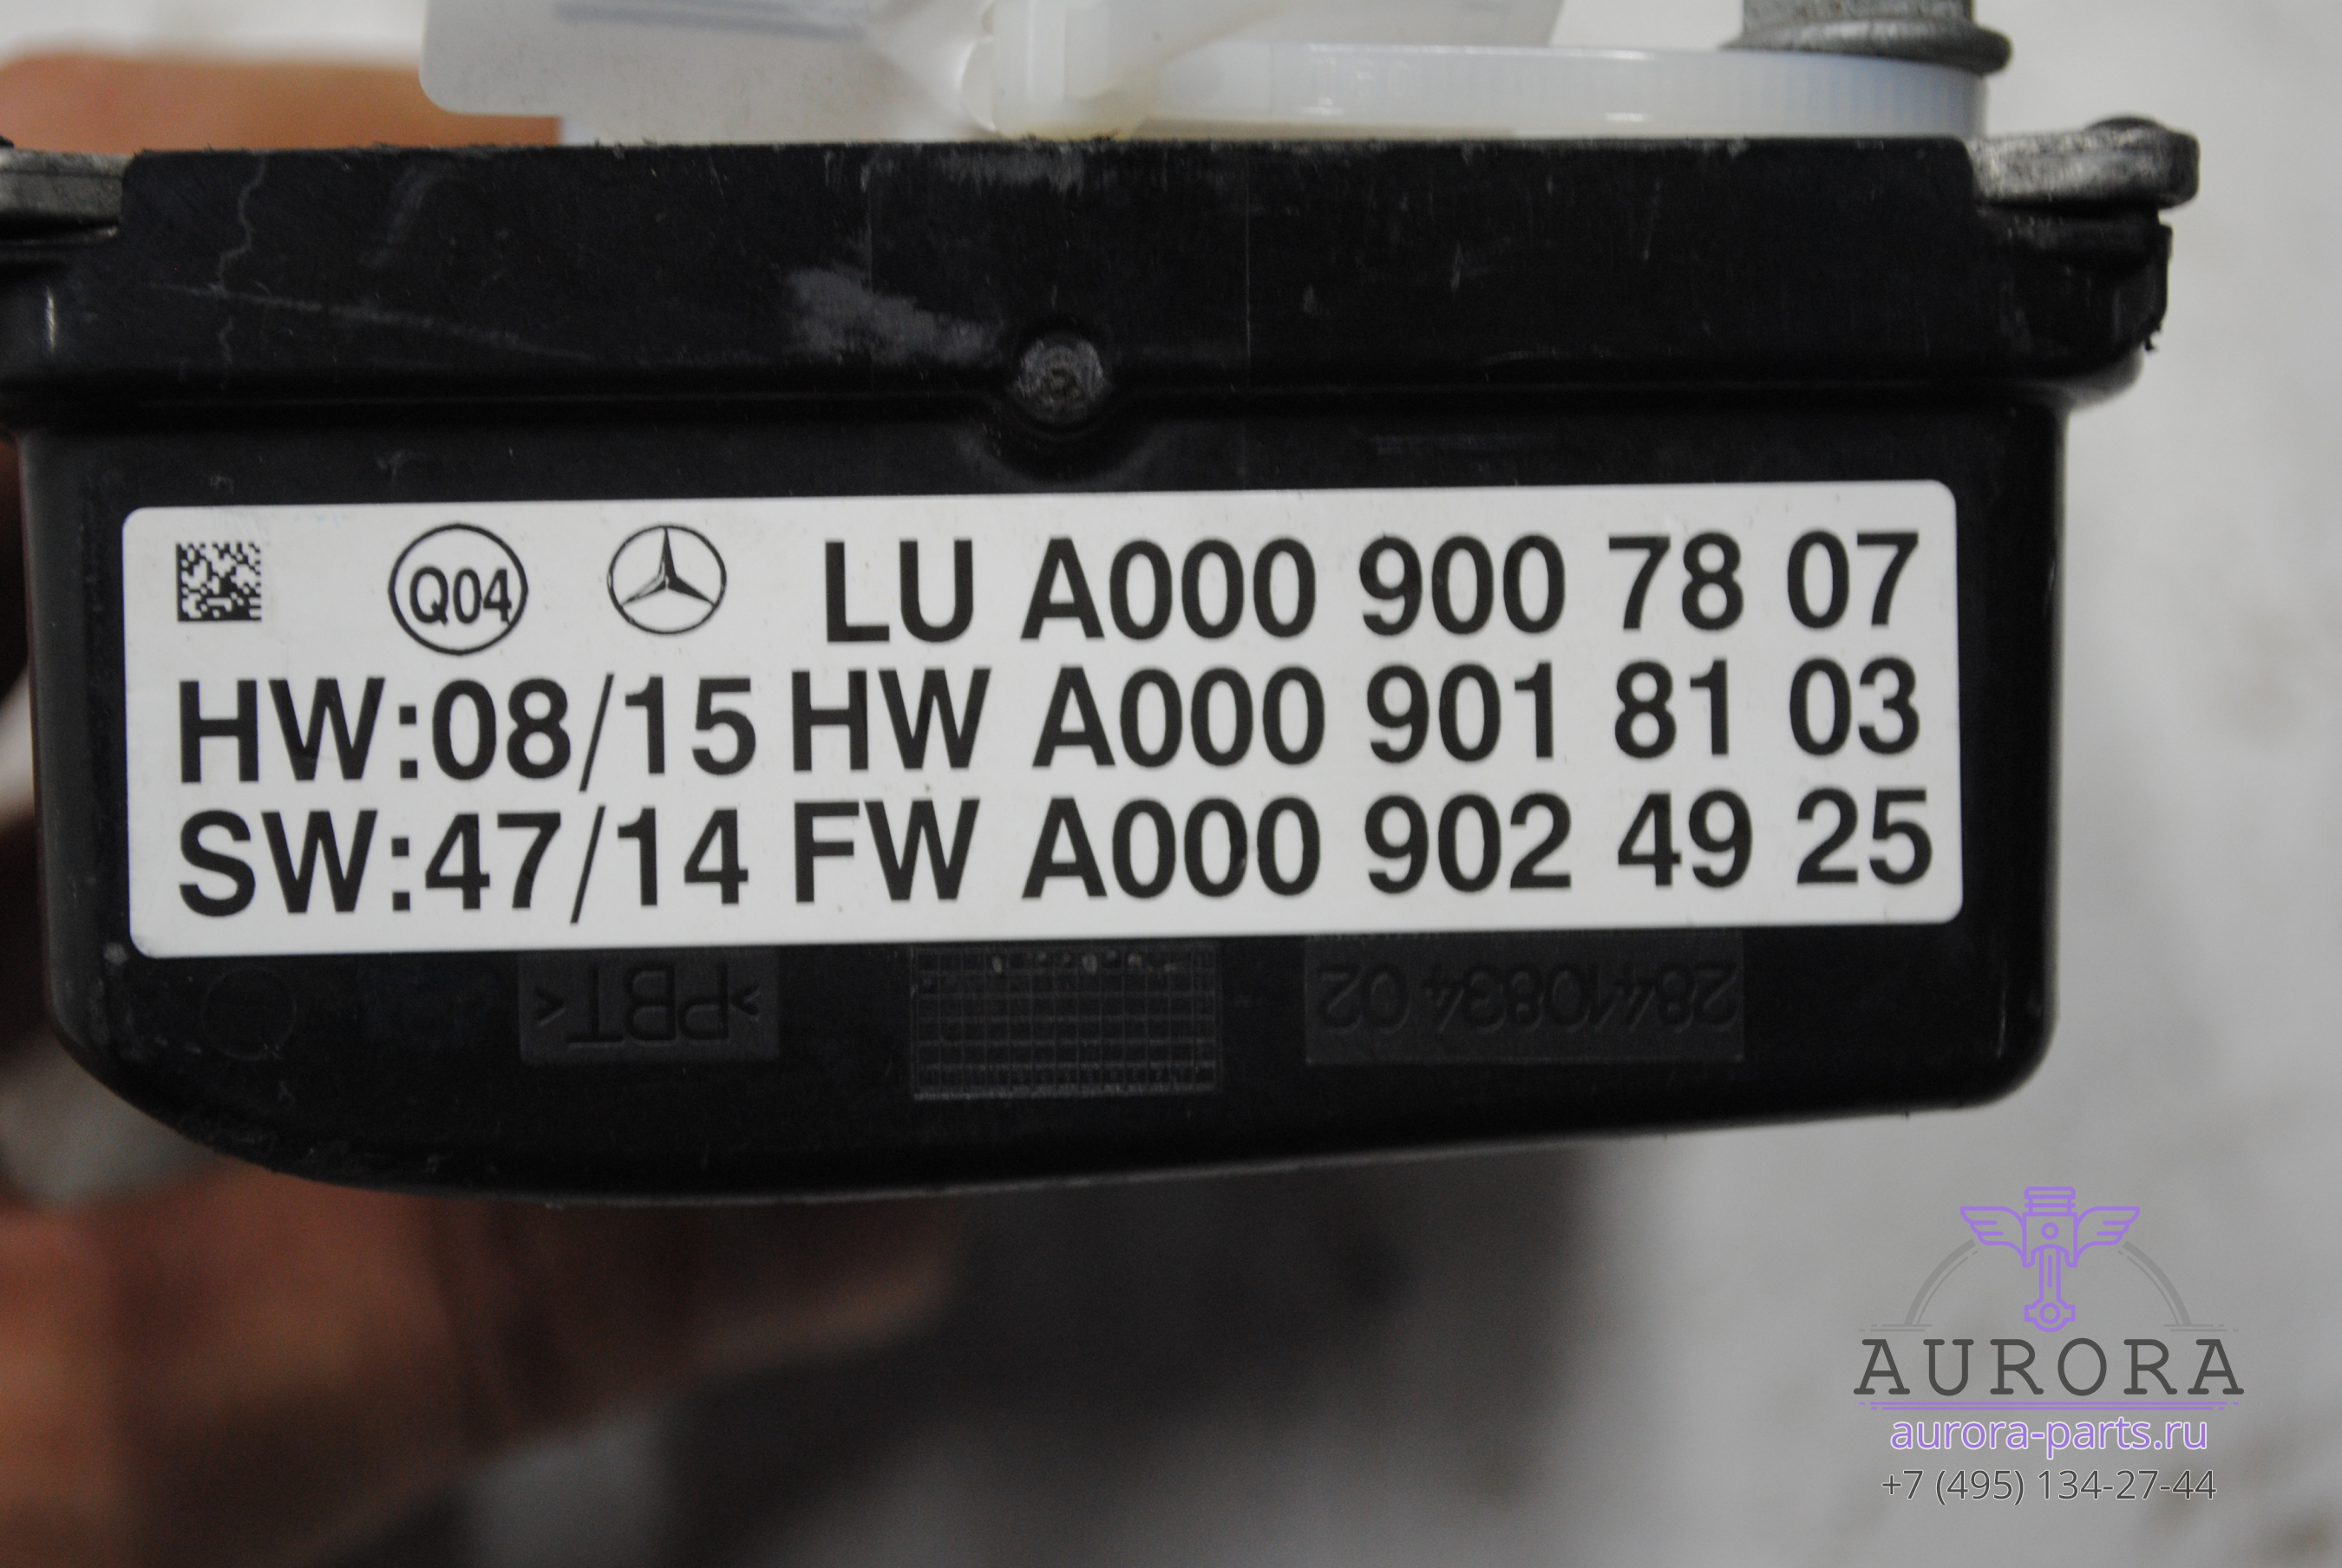 Q04 LU A000 900 78 07
HW:08/15 HW A000 901 81 03
SW:47/14 FW A000 902 49 25
>PBT<
28440834 02
AURORA
aurora-parts.ru
+7 (495) 134-27-44